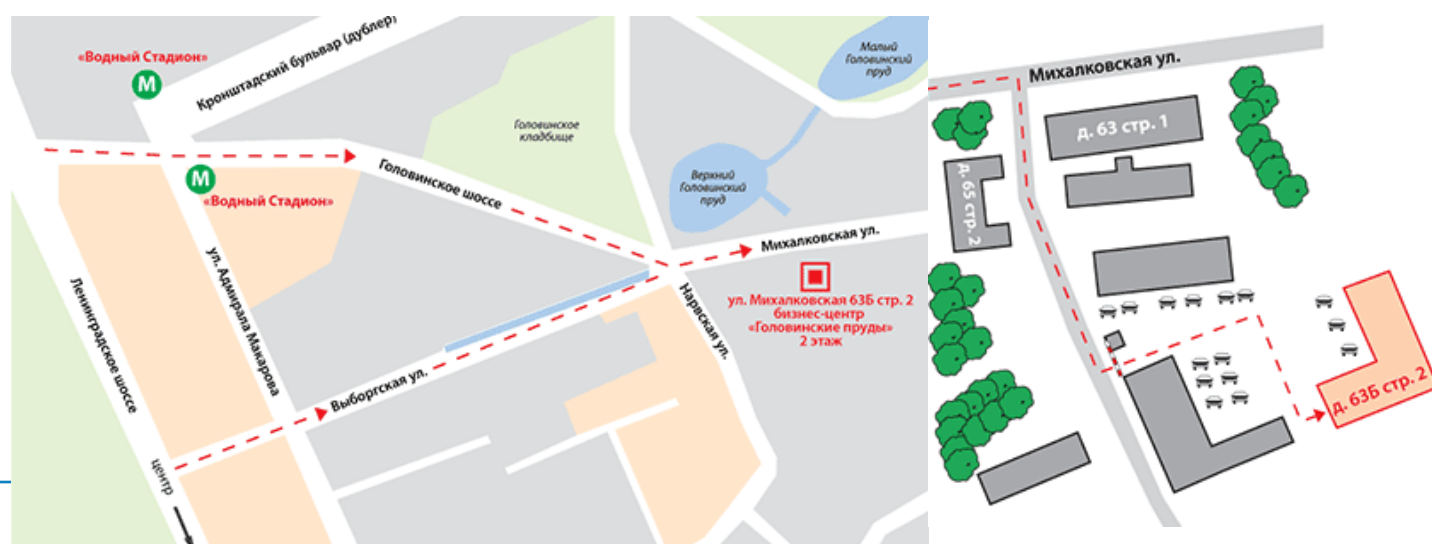 «Водный Стадион»
М
Кронштадский бульвар (дублер)
Малый
Головинский
пруд
Головинское
кладбище
М
«Водный Стадион»
Головинское шоссе
Верхний
Головинский
пруд
Михалковская ул.
ул. Михалковская 63Б стр. 2
бизнес-центр
«Головинские пруды»
2 этаж
Ленинградское шоссе
ул. Адмирала Макарова
Нарвская ул.
Выборгская ул.
центр
Михалковская ул.
д. 63 стр. 1
д. 65 стр. 2
д. 63Б стр. 2